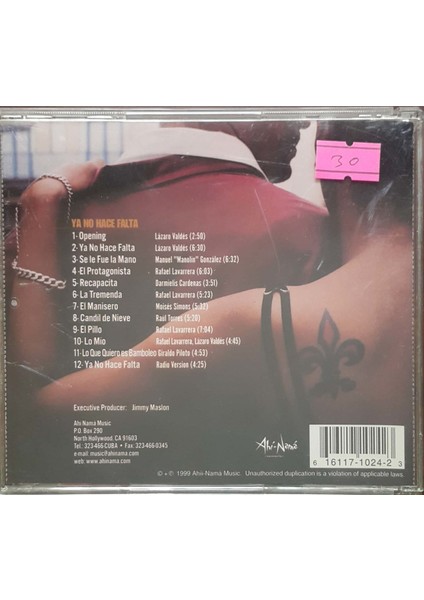 30
YA NO HACE FALTA
1- Opening Lázaro Valdés (2:50)
2- Ya No Hace Falta Lázaro Valdés (6:30)
3- Se le Fue la Mano Manuel "Manolin" González (6:32)
4- El Protagonista Rafael Lavarrera (6:03)
5- Recapacita Darmielis Cardenas (3:51)
6- La Tremenda Rafael Lavarrera (5:23)
7- El Manisero Moisés Simons (5:32)
8- Candil de Nieve Raúl Torres (5:20)
9- El Pillo Rafael Lavarrera (7:04)
10- Lo Mio Rafael Lavarrera, Lázaro Valdés (4:45)
11- Lo Que Quiero es Bamboleo Giraldo Piloto (4:53)
12- Ya No Hace Falta Radio Version (4:25)
Executive Producer: Jimmy Maslon
Ahi Nama Music
P.O. Box 290
North Hollywood, CA 91603
Tel.: 323-466-CUBA FAX: 323-466-0345
e-mail: music@ahinama.com
web: www.ahinama.com
Ahí-Namá
6 16117-1024-2 3
© + ℗ 1999 Ahí-Nama Music. Unauthorized duplication is a violation of applicable laws